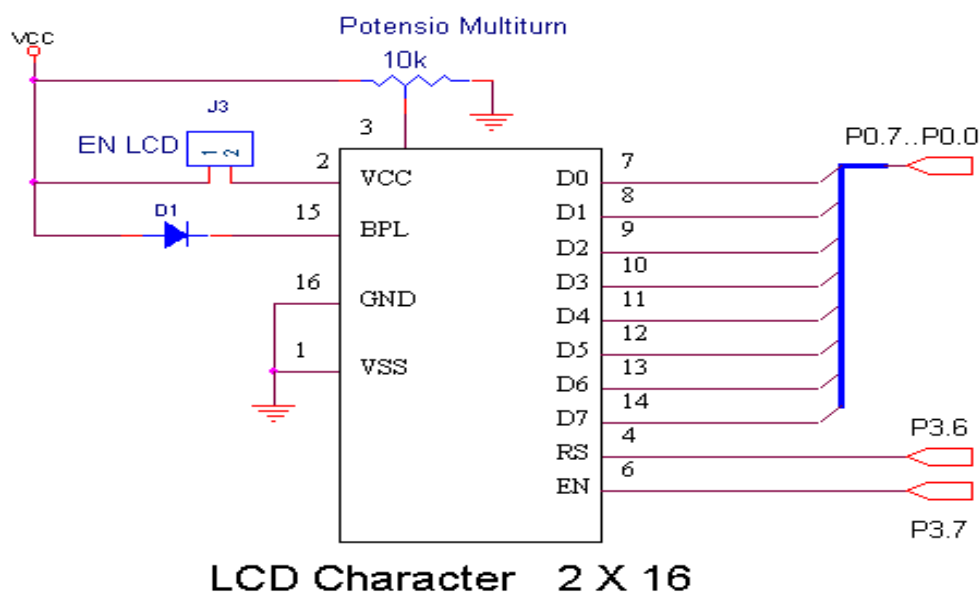 Potensio Multiturn
VCC
10k
J3
3
EN LCD
1
2
P0.7..P0.0
2
VCC
D0
7
D1
8
D1
15
BPL
D2
9
D3
10
16
GND
D4
11
D5
12
1
VSS
D6
13
D7
14
RS
4
P3.6
EN
6
P3.7
LCD Character 2 X 16